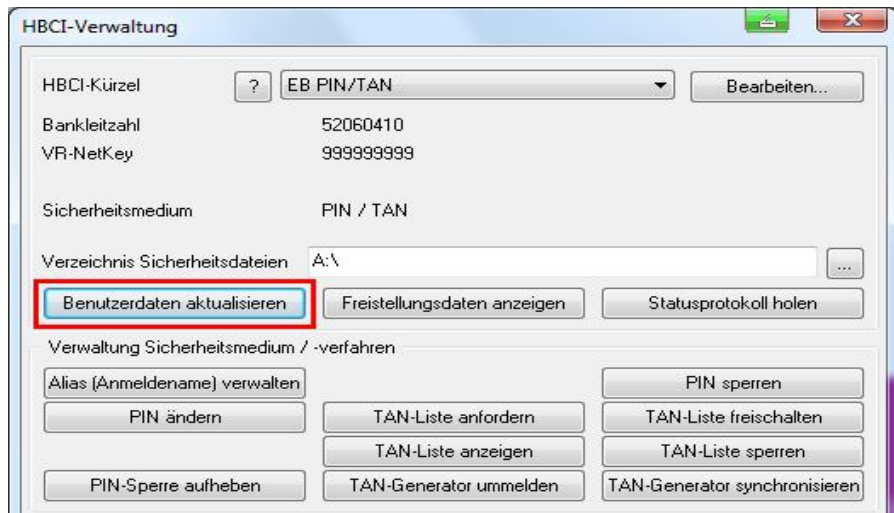 HBCI-Verwaltung
HBCI-Kürzel ? EB PIN/TAN Bearbeiten...
Bankleitzahl 52060410
VR-NetKey 999999999
Sicherheitsmedium PIN / TAN
Verzeichnis Sicherheitsdateien A:\ ...
Benutzerdaten aktualisieren Freistellungsdaten anzeigen Statusprotokoll holen
Verwaltung Sicherheitsmedium / -verfahren
Alias (Anmeldename) verwalten PIN sperren
PIN ändern TAN-Liste anfordern TAN-Liste freischalten
TAN-Liste anzeigen TAN-Liste sperren
PIN-Sperre aufheben TAN-Generator ummelden TAN-Generator synchronisieren